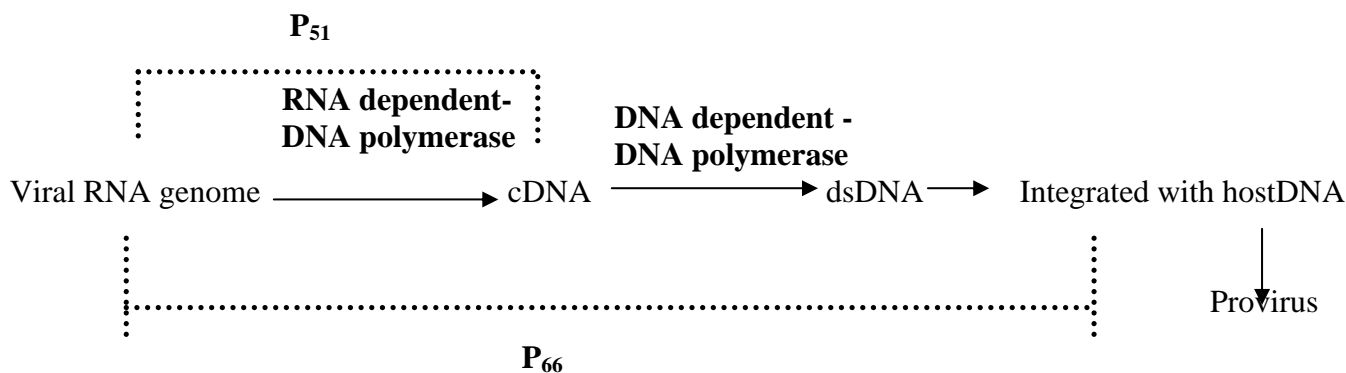 P51
RNA dependent-
DNA polymerase
DNA dependent -
DNA polymerase
Viral RNA genome cDNA dsDNA Integrated with hostDNA
Provirus
P66